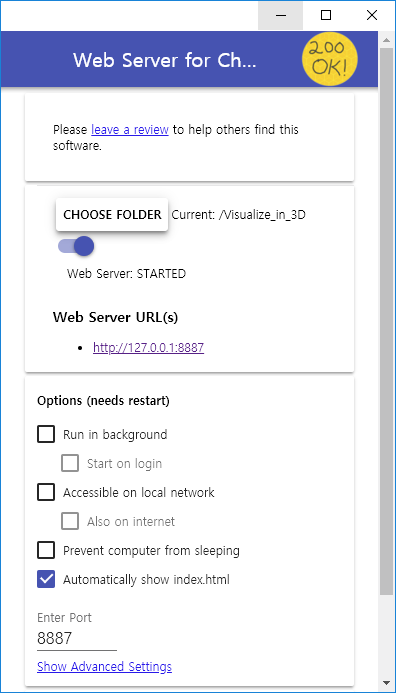 Web Server for Ch...
200
OK!
Please leave a review to help others find this
software.
CHOOSE FOLDER Current: /Visualize_in_3D
Web Server: STARTED
Web Server URL(s)
http://127.0.0.1:8887
Options (needs restart)
Run in background
Start on login
Accessible on local network
Also on internet
Prevent computer from sleeping
Automatically show index.html
Enter Port
8887
Show Advanced Settings